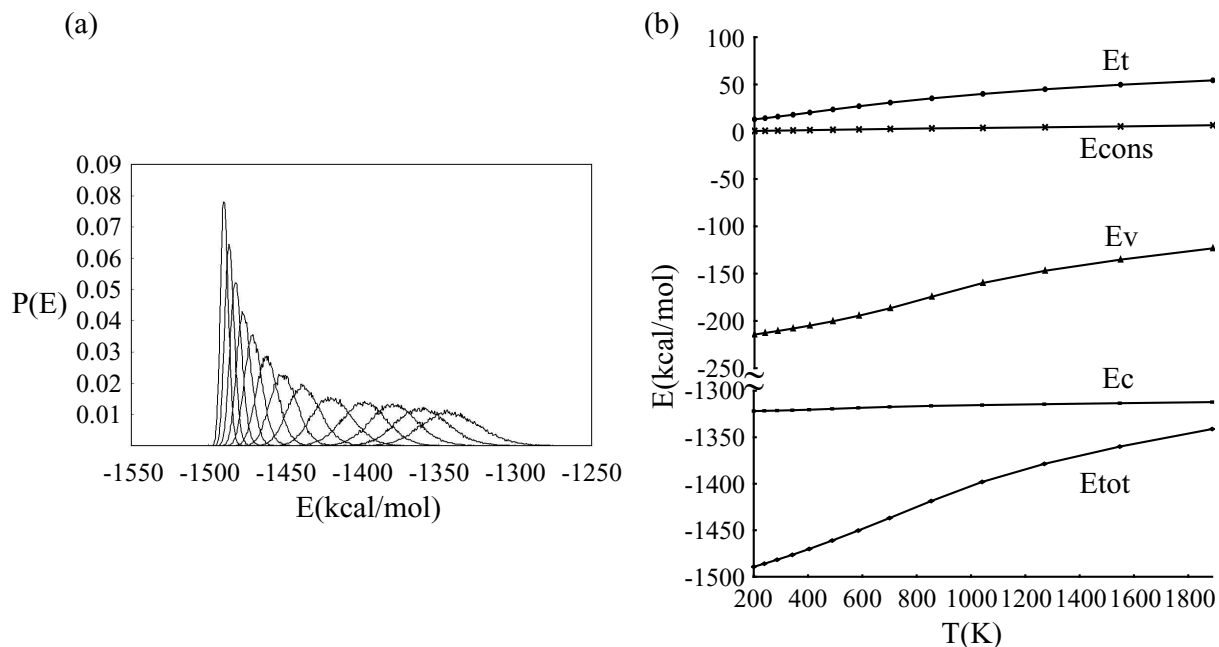 (a)
P(E)
0.09
0.08
0.07
0.06
0.05
0.04
0.03
0.02
0.01
-1550 -1500 -1450 -1400 -1350 -1300 -1250
E(kcal/mol)
(b)
E(kcal/mol)
100
50
0
-50
-100
-150
-200
-250
-1300
-1350
-1400
-1450
-1500
Et
Econs
Ev
≈ ≈
Ec
Etot
200 400 600 800 1000 1200 1400 1600 1800
T(K)